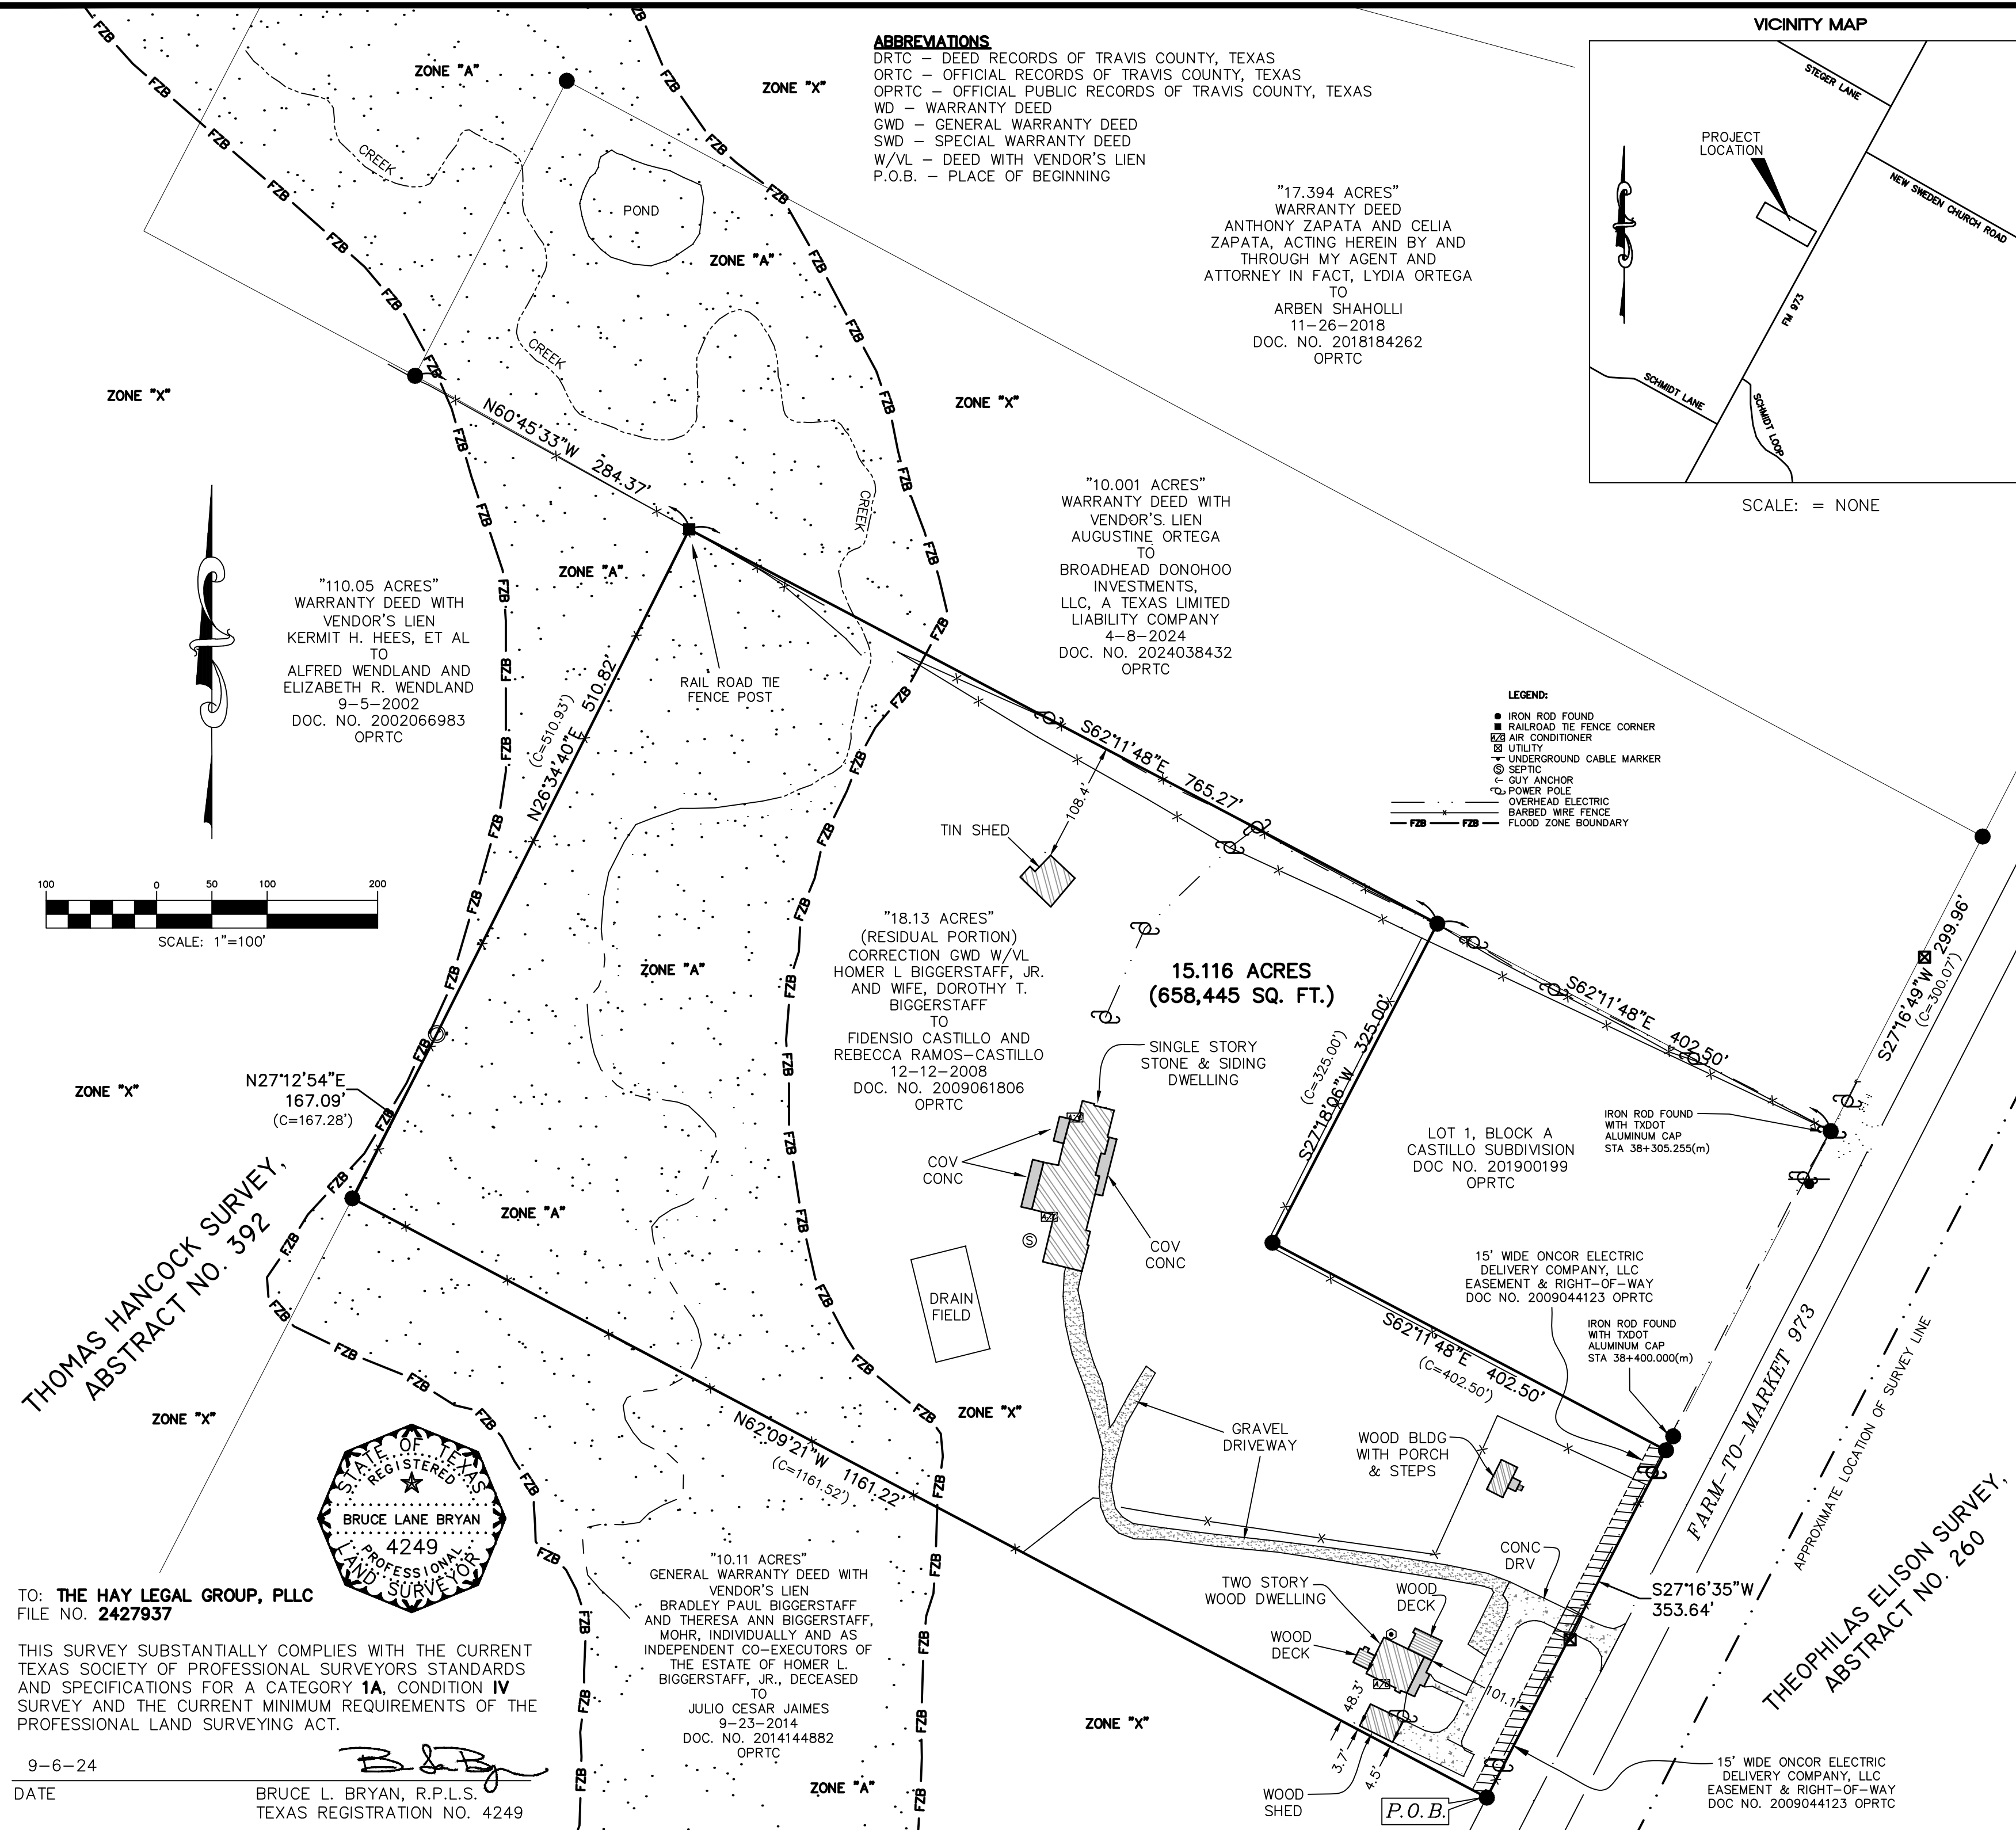 VICINITY MAP
STEGER LANE
PROJECT
LOCATION
NEW SWEDEN CHURCH ROAD
FM 973
SCHMIDT LANE
SCHMIDT LOOP
SCALE: = NONE
ABBREVIATIONS
DRTC – DEED RECORDS OF TRAVIS COUNTY, TEXAS
ORTC – OFFICIAL RECORDS OF TRAVIS COUNTY, TEXAS
OPRTC – OFFICIAL PUBLIC RECORDS OF TRAVIS COUNTY, TEXAS
WD – WARRANTY DEED
GWD – GENERAL WARRANTY DEED
SWD – SPECIAL WARRANTY DEED
W/VL – DEED WITH VENDOR'S LIEN
P.O.B. – PLACE OF BEGINNING
"17.394 ACRES"
WARRANTY DEED
ANTHONY ZAPATA AND CELIA
ZAPATA, ACTING HEREIN BY AND
THROUGH MY AGENT AND
ATTORNEY IN FACT, LYDIA ORTEGA
TO
ARBEN SHAHOLLI
11-26-2018
DOC. NO. 2018184262
OPRTC
ZONE "A"
ZONE "X"
CREEK
POND
ZONE "A"
CREEK
ZONE "X"
ZONE "X"
N60°45'33"W 284.37'
CREEK
"10.001 ACRES"
WARRANTY DEED WITH
VENDOR'S LIEN
AUGUSTINE ORTEGA
TO
BROADHEAD DONOHOO
INVESTMENTS,
LLC, A TEXAS LIMITED
LIABILITY COMPANY
4-8-2024
DOC. NO. 2024038432
OPRTC
ZONE "A"
"110.05 ACRES"
WARRANTY DEED WITH
VENDOR'S LIEN
KERMIT H. HEES, ET AL
TO
ALFRED WENDLAND AND
ELIZABETH R. WENDLAND
9-5-2002
DOC. NO. 2002066983
OPRTC
RAIL ROAD TIE
FENCE POST
N26°34'40"E 510.82'
(C=510.93')
LEGEND:
IRON ROD FOUND
RAILROAD TIE FENCE CORNER
A/C AIR CONDITIONER
UTILITY
UNDERGROUND CABLE MARKER
S SEPTIC
GUY ANCHOR
POWER POLE
OVERHEAD ELECTRIC
BARBED WIRE FENCE
FZB FZB FLOOD ZONE BOUNDARY
S62°11'48"E 765.27'
108.4'
TIN SHED
100 0 50 100 200
SCALE: 1"=100'
"18.13 ACRES"
(RESIDUAL PORTION)
CORRECTION GWD W/VL
HOMER L BIGGERSTAFF, JR.
AND WIFE, DOROTHY T.
BIGGERSTAFF
TO
FIDENSIO CASTILLO AND
REBECCA RAMOS-CASTILLO
12-12-2008
DOC. NO. 2009061806
OPRTC
ZONE "A"
15.116 ACRES
(658,445 SQ. FT.)
S27°16'49"W 299.96'
(C=300.07')
S62°11'48"E 402.50'
S27°18'06"W 325.00'
(C=325.00')
SINGLE STORY
STONE & SIDING
DWELLING
N27°12'54"E
167.09'
(C=167.28')
ZONE "X"
IRON ROD FOUND
WITH TXDOT
ALUMINUM CAP
STA 38+305.255(m)
LOT 1, BLOCK A
CASTILLO SUBDIVISION
DOC NO. 201900199
OPRTC
COV
CONC
A/C
A/C
S
COV
CONC
ZONE "A"
THOMAS HANCOCK SURVEY,
ABSTRACT NO. 392
DRAIN
FIELD
15' WIDE ONCOR ELECTRIC
DELIVERY COMPANY, LLC
EASEMENT & RIGHT-OF-WAY
DOC NO. 2009044123 OPRTC
IRON ROD FOUND
WITH TXDOT
ALUMINUM CAP
STA 38+400.000(m)
S62°11'48"E 402.50'
(C=402.50')
FARM-TO-MARKET 973
APPROXIMATE LOCATION OF SURVEY LINE
ZONE "X"
ZONE "X"
N62°09'21"W 1161.22'
(C=1161.52')
GRAVEL
DRIVEWAY
WOOD BLDG
WITH PORCH
& STEPS
THEOPHILAS ELISON SURVEY,
ABSTRACT NO. 260
STATE OF TEXAS
REGISTERED
BRUCE LANE BRYAN
4249
PROFESSIONAL
LAND SURVEYOR
CONC
DRV
TWO STORY
WOOD DWELLING
WOOD
DECK
WOOD
DECK
A/C
S27°16'35"W
353.64'
101.1'
48.3'
3.7'
4.5'
WOOD
SHED
P.O.B.
15' WIDE ONCOR ELECTRIC
DELIVERY COMPANY, LLC
EASEMENT & RIGHT-OF-WAY
DOC NO. 2009044123 OPRTC
"10.11 ACRES"
GENERAL WARRANTY DEED WITH
VENDOR'S LIEN
BRADLEY PAUL BIGGERSTAFF
AND THERESA ANN BIGGERSTAFF,
MOHR, INDIVIDUALLY AND AS
INDEPENDENT CO-EXECUTORS OF
THE ESTATE OF HOMER L.
BIGGERSTAFF, JR., DECEASED
TO
JULIO CESAR JAIMES
9-23-2014
DOC. NO. 2014144882
OPRTC
ZONE "X"
ZONE "A"
TO: THE HAY LEGAL GROUP, PLLC
FILE NO. 2427937
THIS SURVEY SUBSTANTIALLY COMPLIES WITH THE CURRENT
TEXAS SOCIETY OF PROFESSIONAL SURVEYORS STANDARDS
AND SPECIFICATIONS FOR A CATEGORY 1A, CONDITION IV
SURVEY AND THE CURRENT MINIMUM REQUIREMENTS OF THE
PROFESSIONAL LAND SURVEYING ACT.
9-6-24
DATE
BRUCE L. BRYAN, R.P.L.S.
TEXAS REGISTRATION NO. 4249